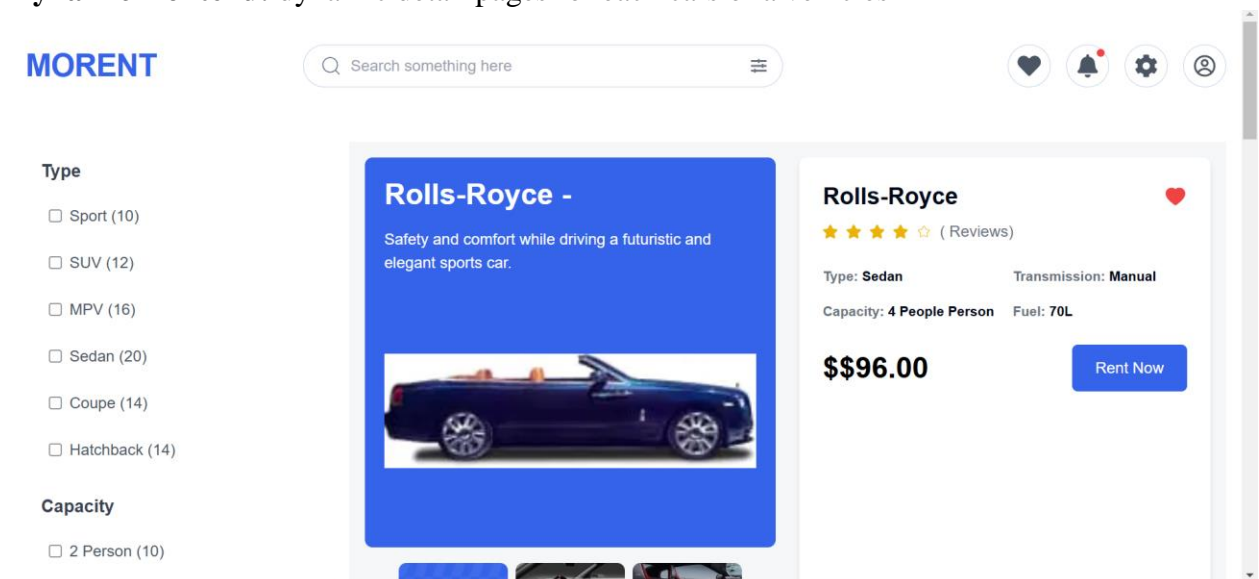 MORENT
Search something here
Type
Sport (10)
SUV (12)
MPV (16)
Sedan (20)
Coupe (14)
Hatchback (14)
Capacity
2 Person (10)
Rolls-Royce -
Safety and comfort while driving a futuristic and
elegant sports car.
Rolls-Royce
( Reviews)
Type: Sedan Transmission: Manual
Capacity: 4 People Person Fuel: 70L
$$96.00 Rent Now